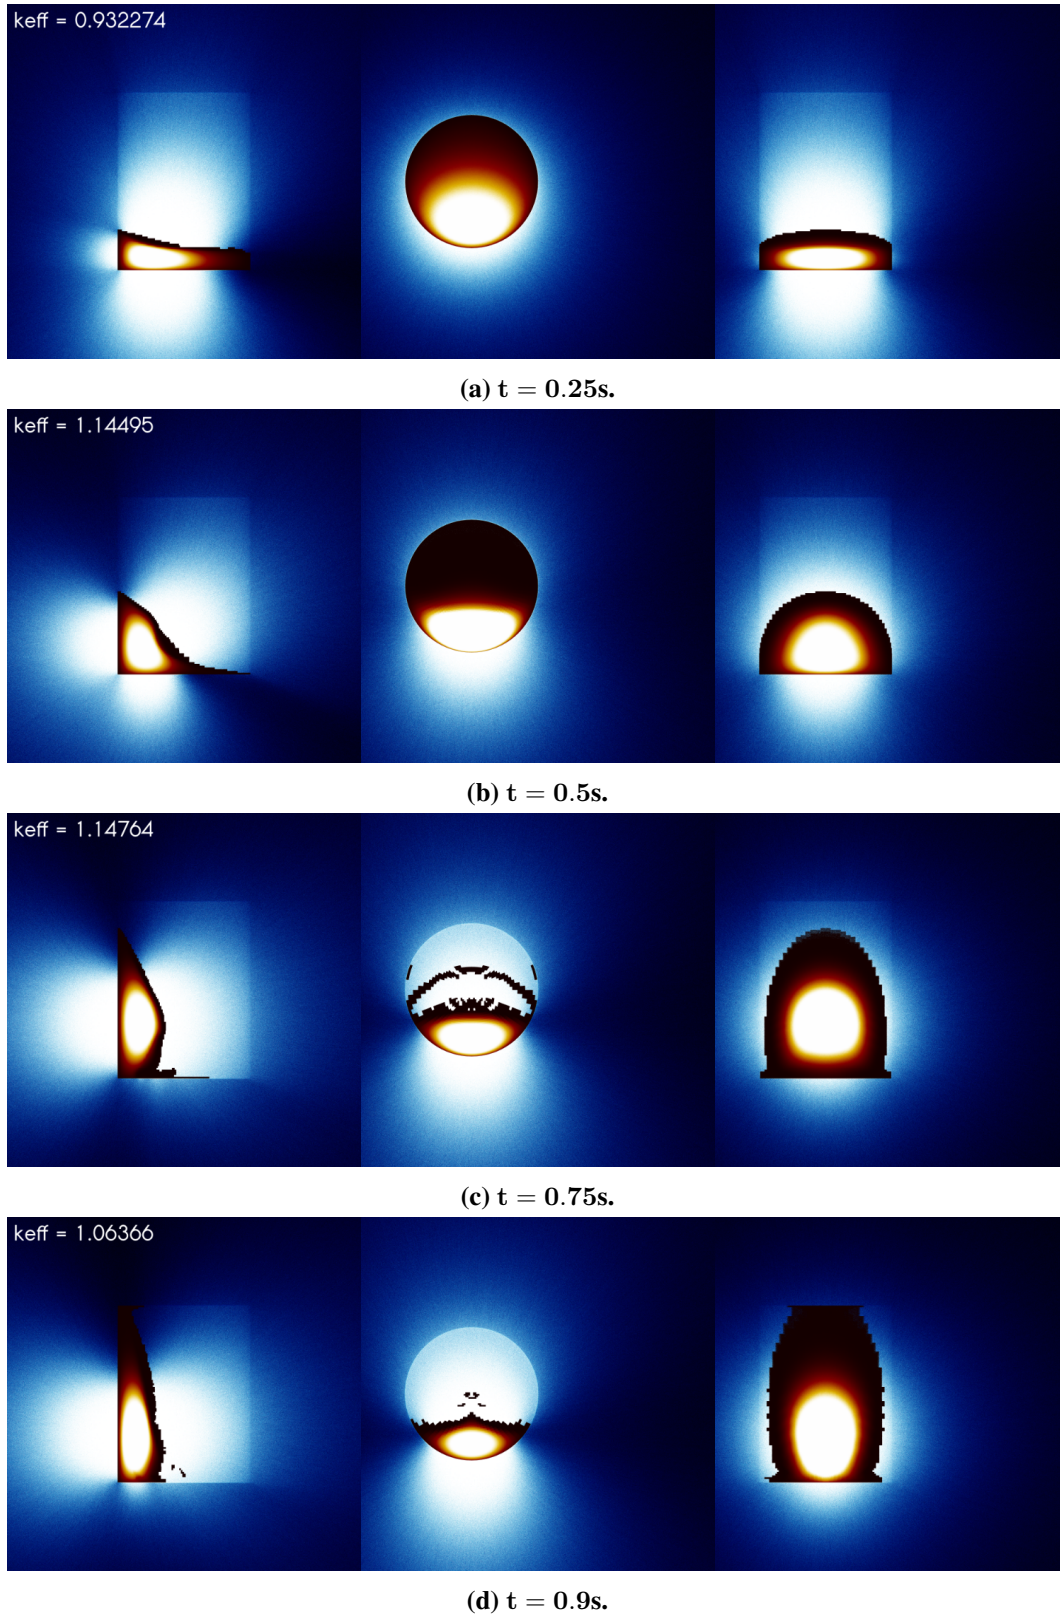 keff = 0.932274
(a) t = 0.25s.
keff = 1.14495
(b) t = 0.5s.
keff = 1.14764
(c) t = 0.75s.
keff = 1.06366
(d) t = 0.9s.